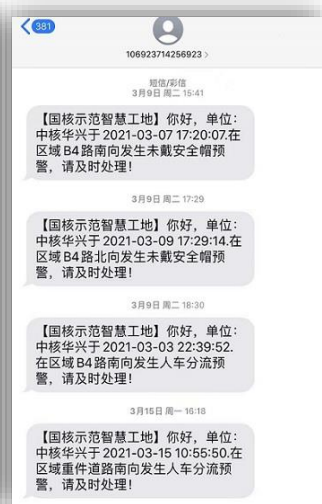 381
106923714256923 >
短信/彩信
3月9日 周二 15:41
【国核示范智慧工地】你好，单位：
中核华兴于 2021-03-07 17:20:07.在
区域 B4 路南向发生未戴安全帽预
警，请及时处理！
3月9日 周二 17:29
【国核示范智慧工地】你好，单位：
中核华兴于 2021-03-09 17:29:14.在
区域 B4 路北向发生未戴安全帽预
警，请及时处理！
3月9日 周二 18:30
【国核示范智慧工地】你好，单位：
中核华兴于 2021-03-03 22:39:52.
在区域 B4 路南向发生人车分流预
警，请及时处理！
3月15日 周一 16:18
【国核示范智慧工地】你好，单位：
中核华兴于 2021-03-15 10:55:50.在
区域重件道路南向发生人车分流预
警，请及时处理！